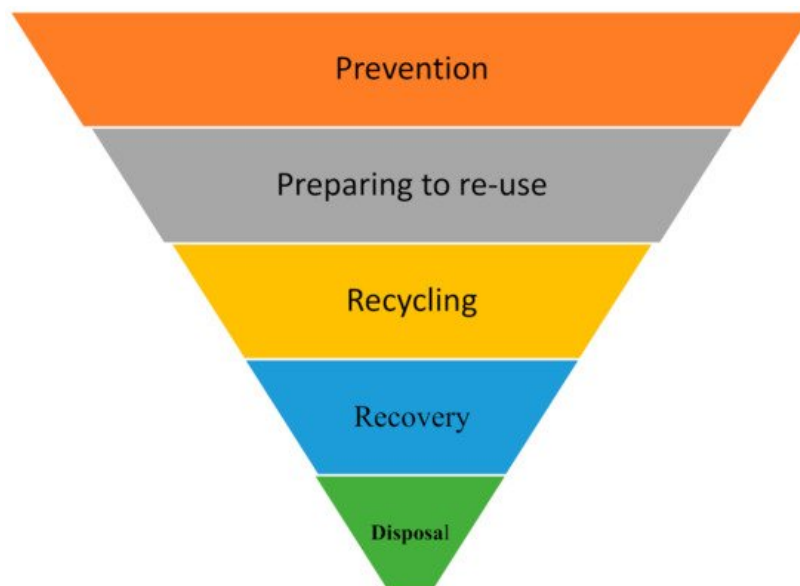 Prevention
Preparing to re-use
Recycling
Recovery
Disposal